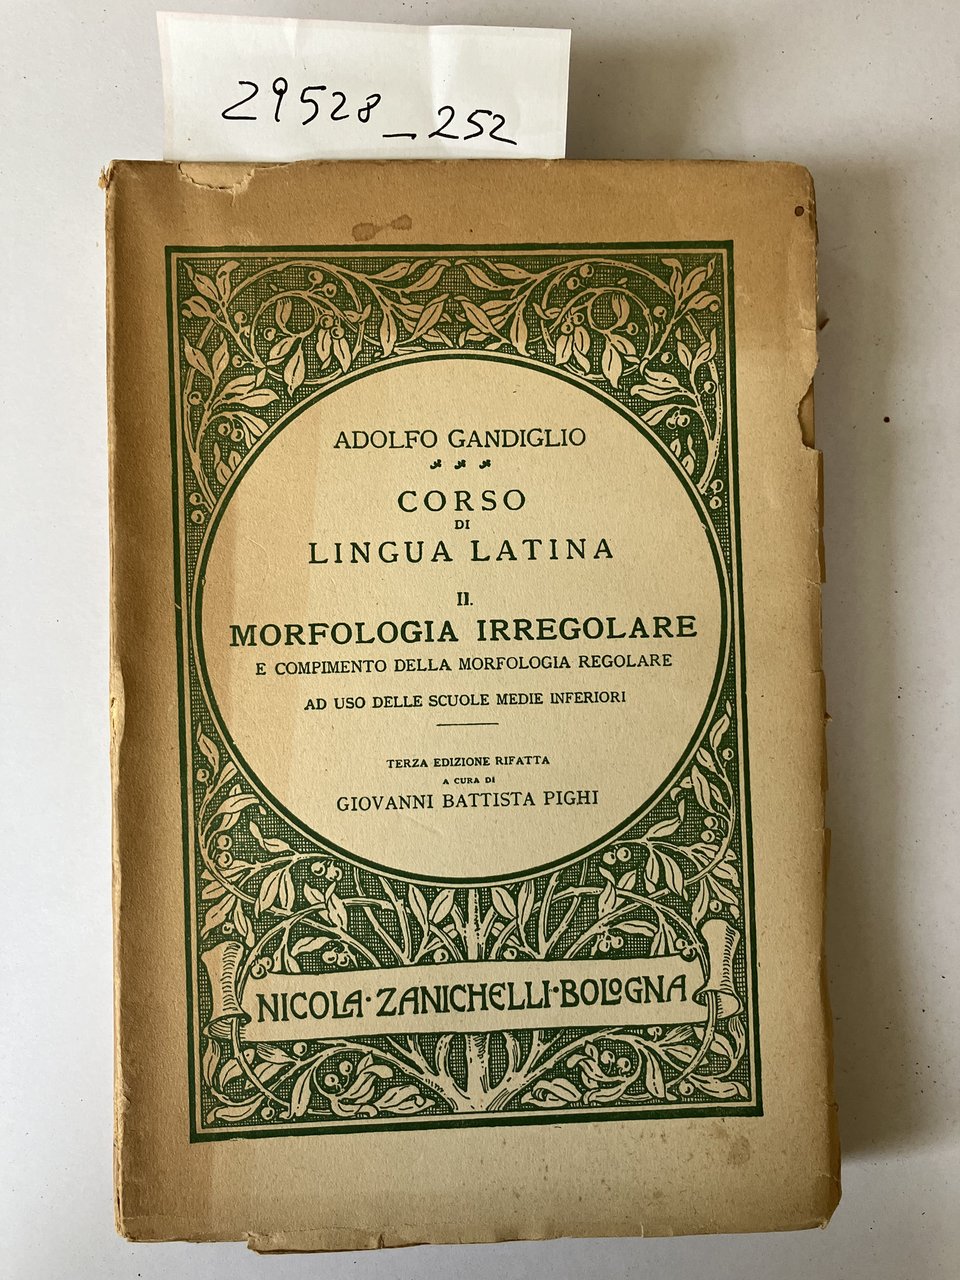 29528_252
ADOLFO GANDIGLIO
CORSO
DI
LINGUA LATINA
II.
MORFOLOGIA IRREGOLARE
E COMPIMENTO DELLA MORFOLOGIA REGOLARE
AD USO DELLE SCUOLE MEDIE INFERIORI
TERZA EDIZIONE RIFATTA
A CURA DI
GIOVANNI BATTISTA PIGHI
NICOLA·ZANICHELLI·BOLOGNA